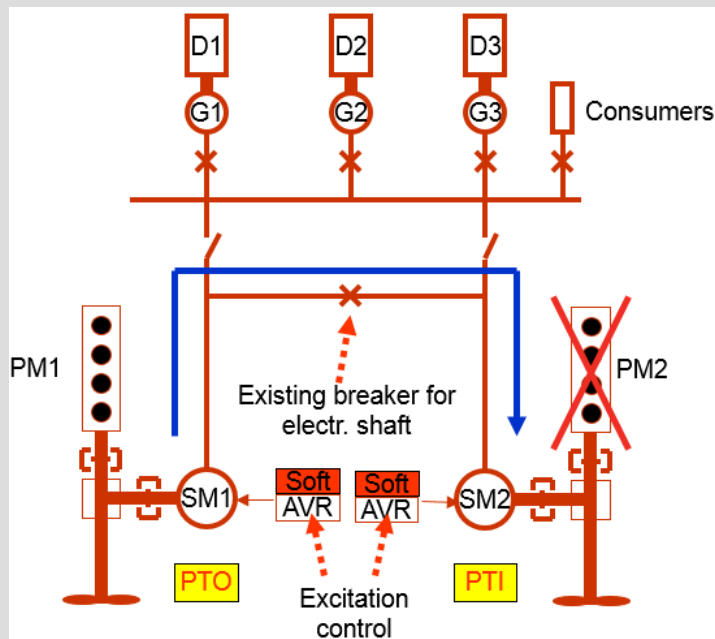 D1
D2
D3
G1
G2
G3
Consumers
PM1
PM2
Existing breaker for
electr. shaft
Soft
AVR
Soft
AVR
SM1
SM2
PTO
PTI
Excitation
control